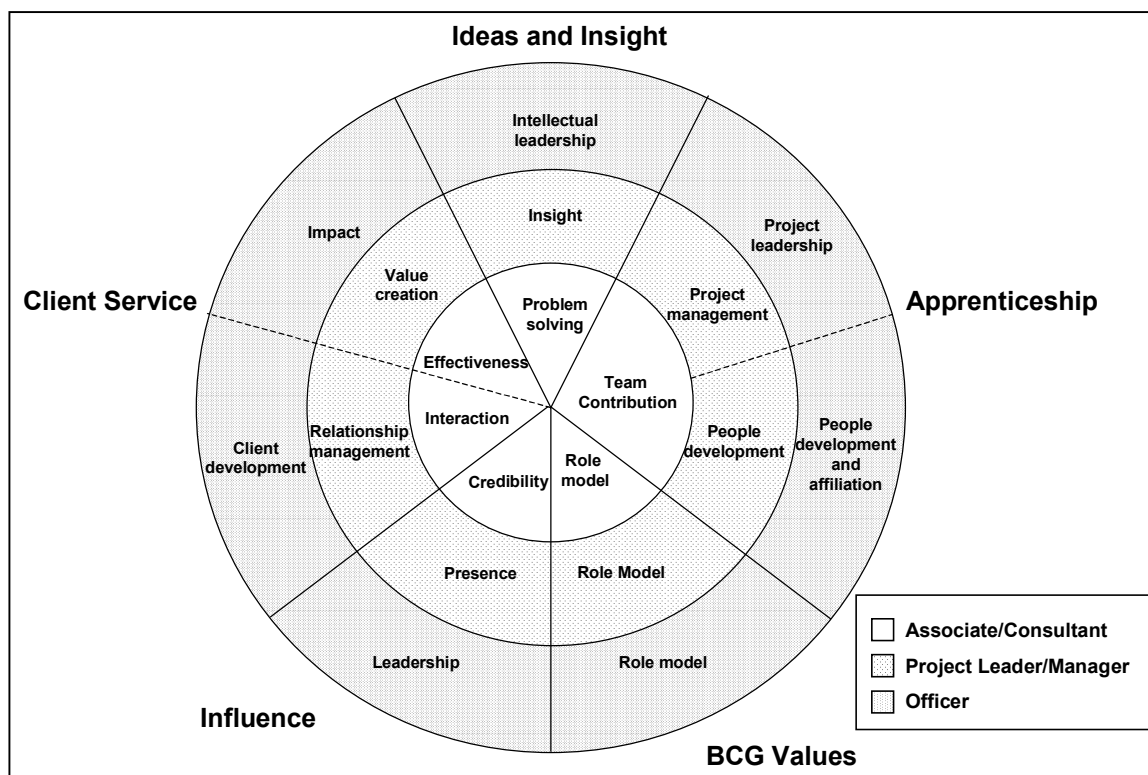 Ideas and Insight
Intellectual
leadership
Insight
Problem
solving
Impact
Value
creation
Effectiveness
Client Service
Project
leadership
Project
management
Team
Contribution
Apprenticeship
Client
development
Relationship
management
Interaction
People
development
People
development
and
affiliation
Credibility
Role
model
Presence
Role Model
Leadership
Role model
Influence
BCG Values
Associate/Consultant
Project Leader/Manager
Officer